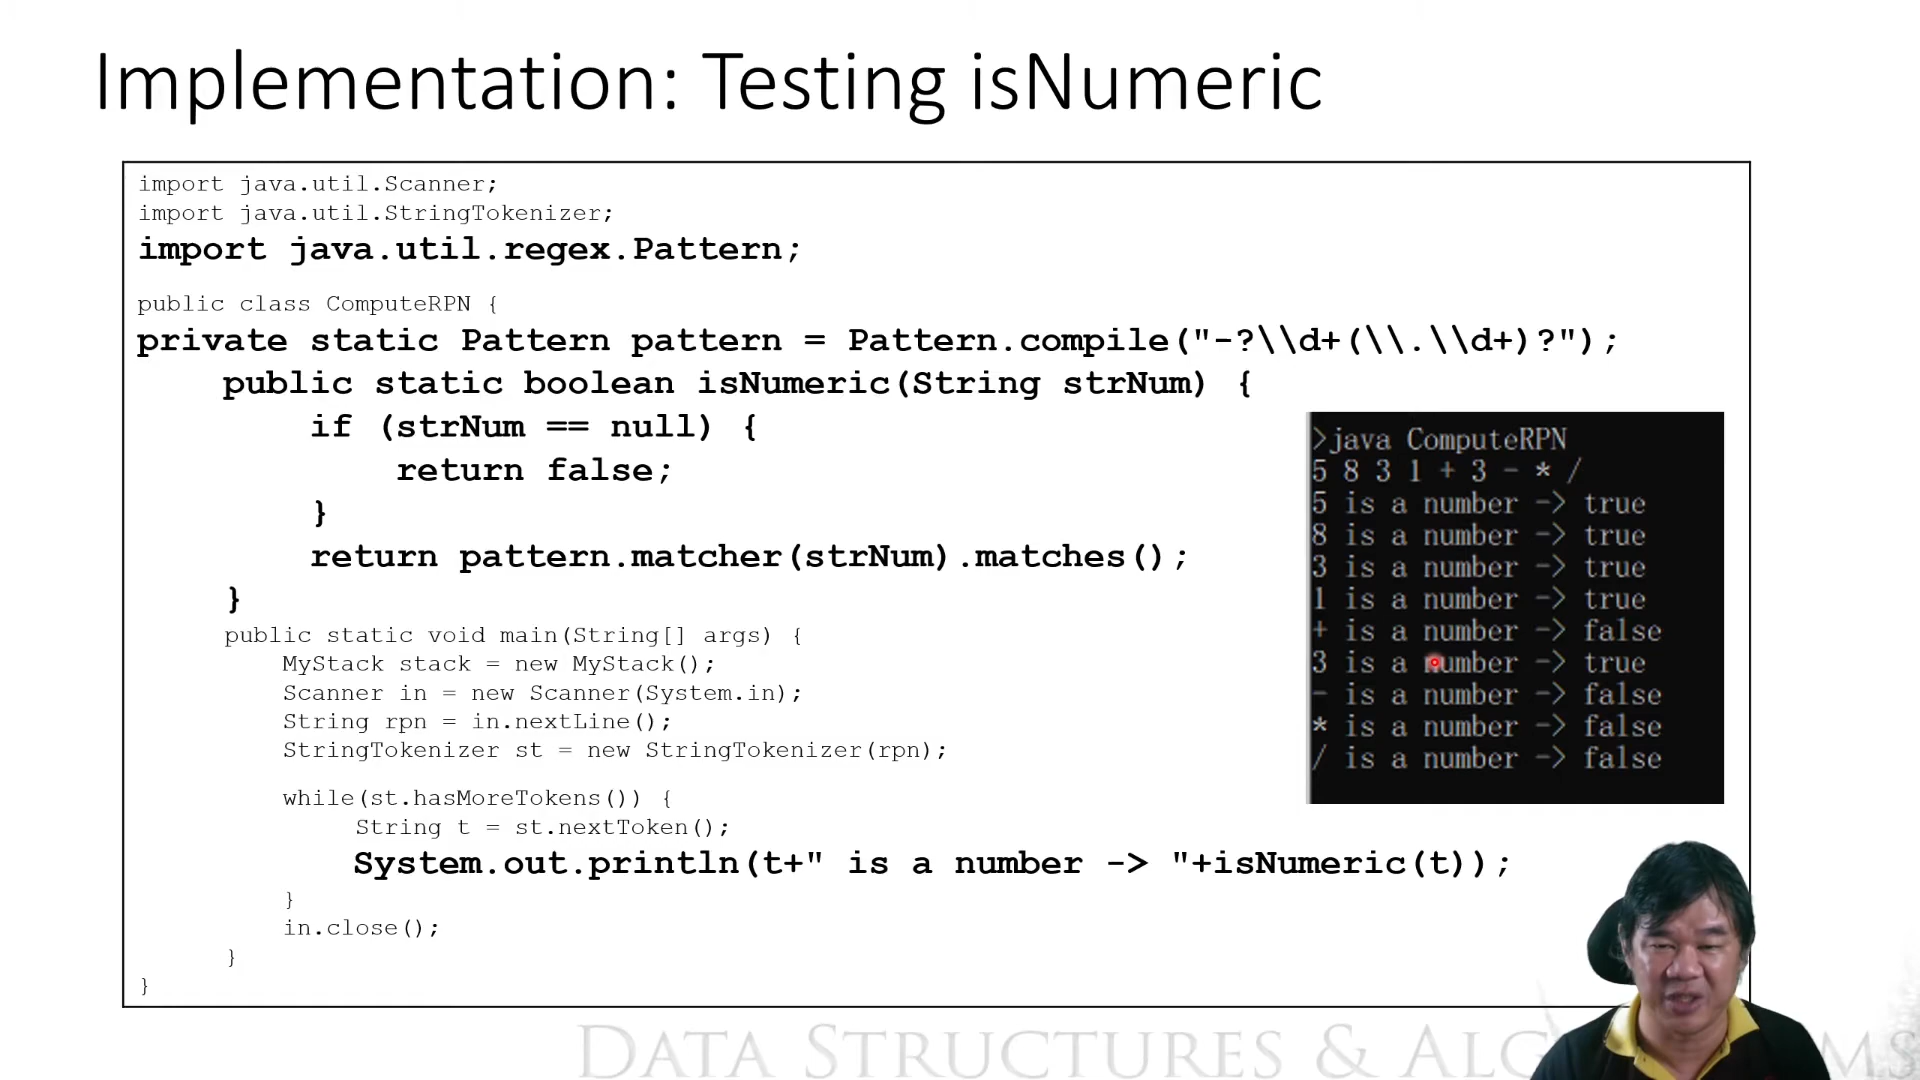 Implementation: Testing isNumeric
import java.util.Scanner;
import java.util.StringTokenizer;
import java.util.regex.Pattern;
public class ComputeRPN {
private static Pattern pattern = Pattern.compile("-?\\d+(\\.\\d+)?");
public static boolean isNumeric(String strNum) {
if (strNum == null) {
return false;
}
return pattern.matcher(strNum).matches();
}
public static void main(String[] args) {
MyStack stack = new MyStack();
Scanner in = new Scanner(System.in);
String rpn = in.nextLine();
StringTokenizer st = new StringTokenizer(rpn);
while(st.hasMoreTokens()) {
String t = st.nextToken();
System.out.println(t+" is a number -> "+isNumeric(t));
}
in.close();
}
}
>java ComputeRPN
5 8 3 1 + 3 - * /
5 is a number -> true
8 is a number -> true
3 is a number -> true
1 is a number -> true
+ is a number -> false
3 is a number -> true
- is a number -> false
* is a number -> false
/ is a number -> false
DATA STRUCTURES &